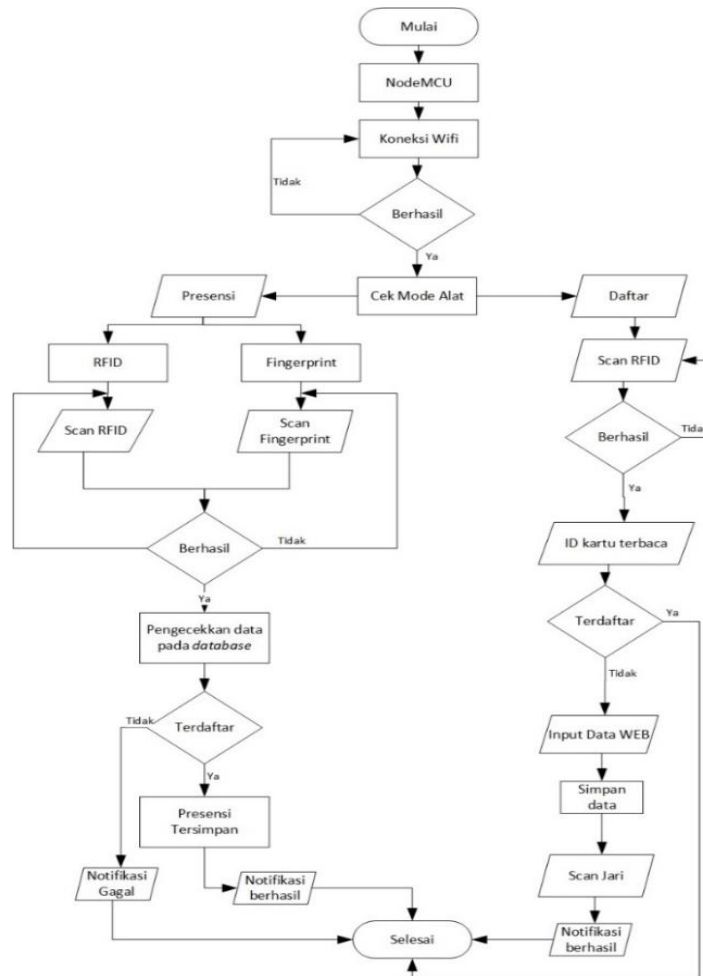 Mulai
NodeMCU
Koneksi Wifi
Tidak
Berhasil
Ya
Presensi
Cek Mode Alat
Daftar
RFID
Fingerprint
Scan RFID
Scan RFID
Scan
Fingerprint
Berhasil
Tida
Ya
Berhasil
Tidak
ID kartu terbaca
Ya
Pengecekkan data
pada database
Terdaftar
Ya
Tidak
Tidak
Terdaftar
Input Data WEB
Ya
Simpan
data
Presensi
Tersimpan
Notifikasi
Gagal
Notifikasi
berhasil
Scan Jari
Selesai
Notifikasi
berhasil